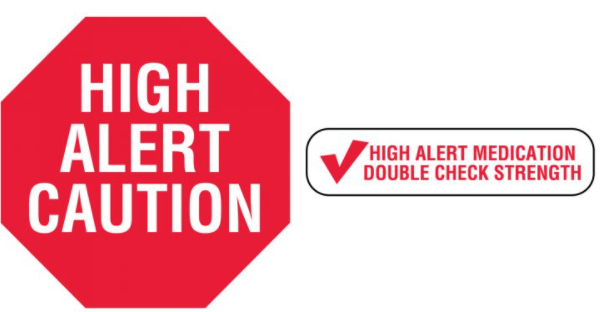 HIGH
ALERT
CAUTION
HIGH ALERT MEDICATION
DOUBLE CHECK STRENGTH